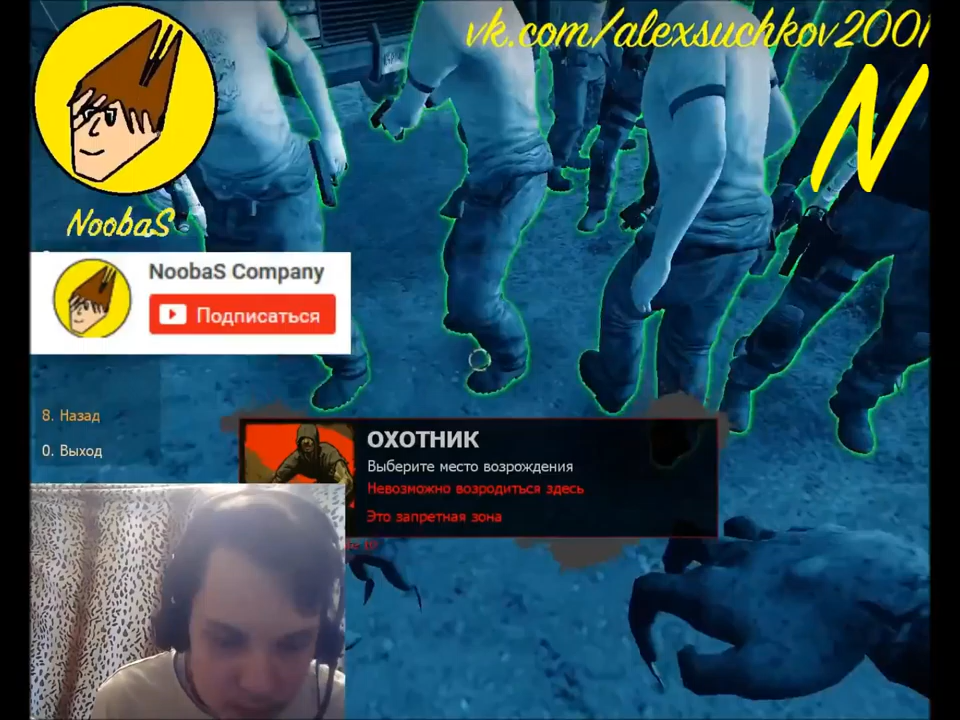 vk.com/alexsuchkov2001
N
NoobaS
NoobaS Company
Подписаться
8. Назад
0. Выход
ОХОТНИК
Выберите место возрождения
Невозможно возродиться здесь
Это запретная зона